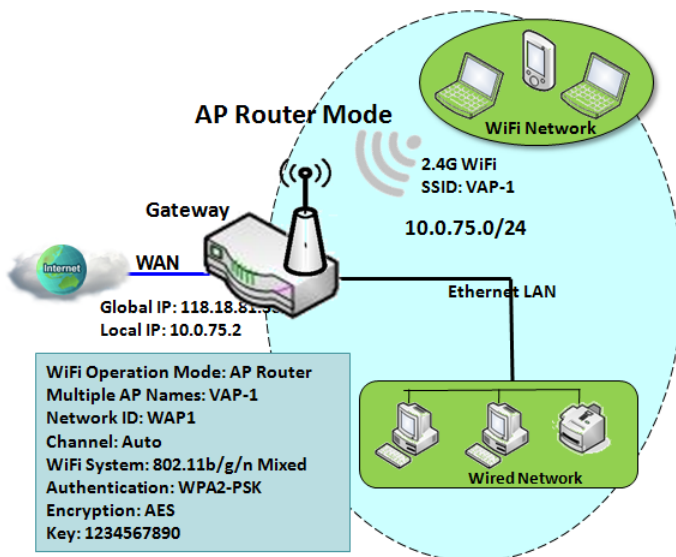 AP Router Mode
WiFi Network
2.4G WiFi
SSID: VAP-1
10.0.75.0/24
Gateway
Internet
WAN
Ethernet LAN
Global IP: 118.18.81.
Local IP: 10.0.75.2
WiFi Operation Mode: AP Router
Multiple AP Names: VAP-1
Network ID: WAP1
Channel: Auto
WiFi System: 802.11b/g/n Mixed
Authentication: WPA2-PSK
Encryption: AES
Key: 1234567890
Wired Network